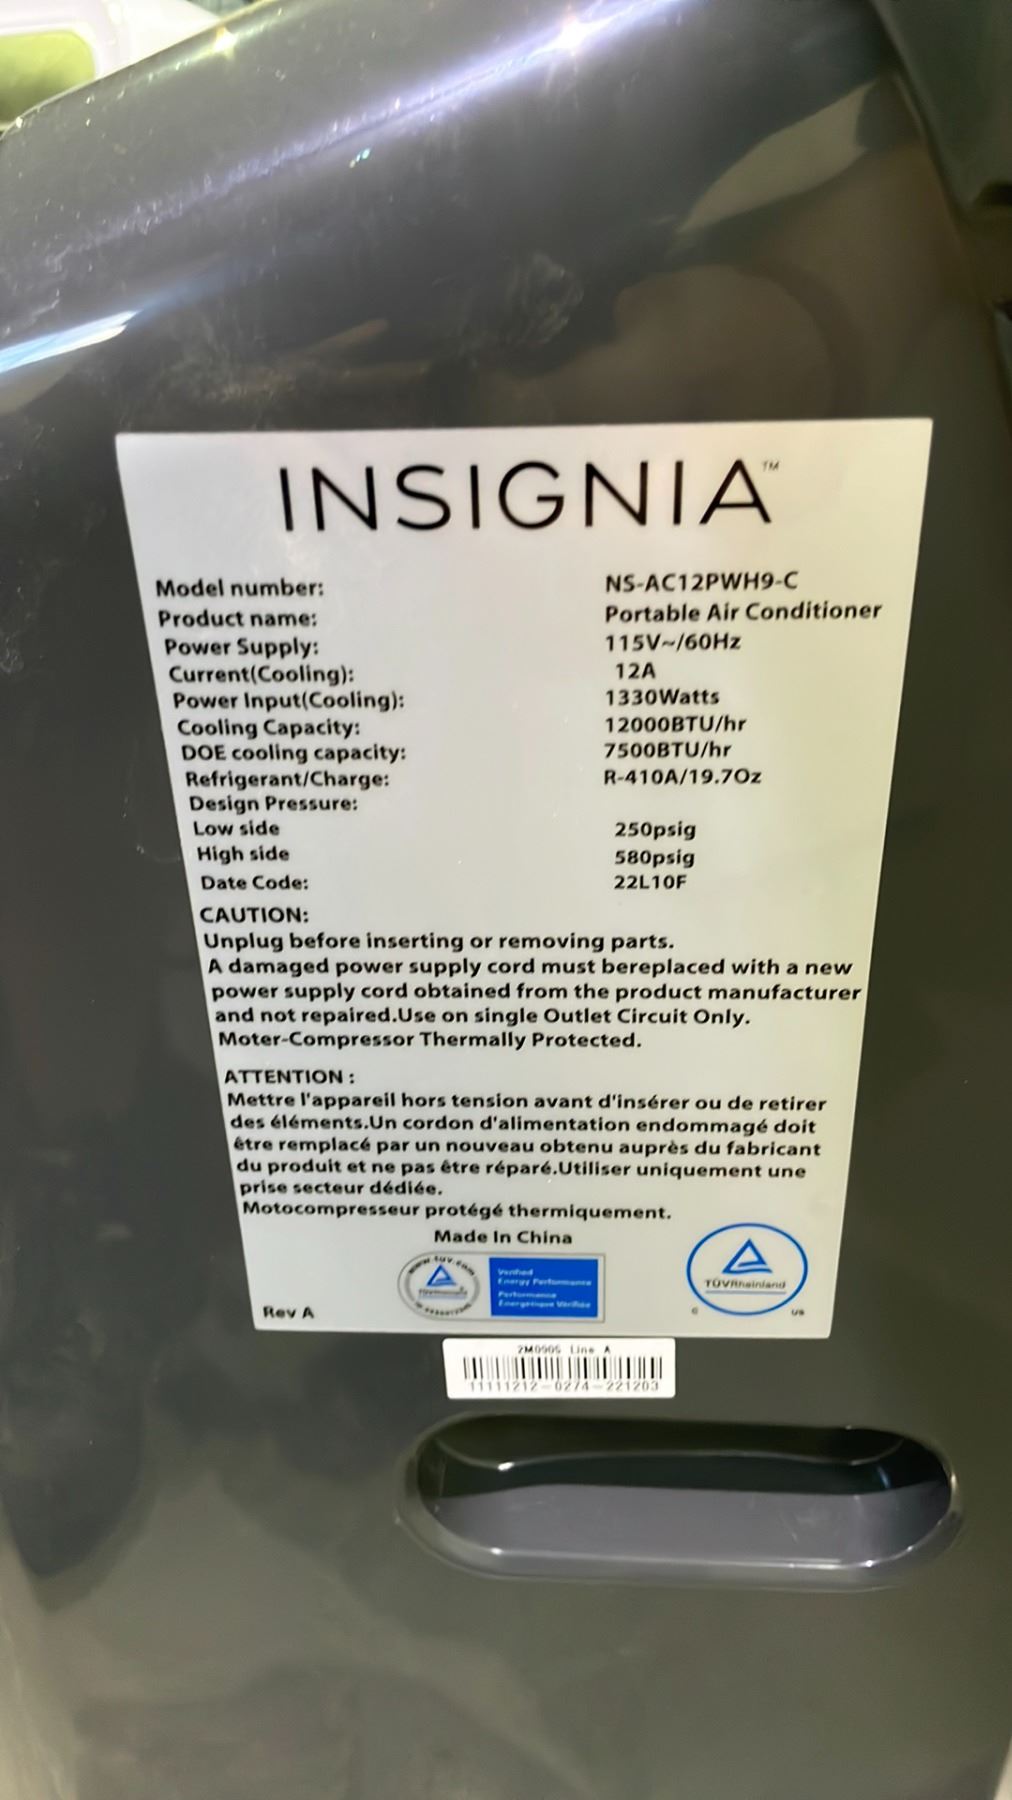 INSIGNIA™
Model number: NS-AC12PWH9-C
Product name: Portable Air Conditioner
Power Supply: 115V~/60Hz
Current(Cooling): 12A
Power Input(Cooling): 1330Watts
Cooling Capacity: 12000BTU/hr
DOE cooling capacity: 7500BTU/hr
Refrigerant/Charge: R-410A/19.7Oz
Design Pressure:
Low side 250psig
High side 580psig
Date Code: 22L10F
CAUTION:
Unplug before inserting or removing parts.
A damaged power supply cord must bereplaced with a new
power supply cord obtained from the product manufacturer
and not repaired.Use on single Outlet Circuit Only.
Moter-Compressor Thermally Protected.
ATTENTION :
Mettre l'appareil hors tension avant d'insérer ou de retirer
des éléments.Un cordon d'alimentation endommagé doit
être remplacé par un nouveau obtenu auprès du fabricant
du produit et ne pas être réparé.Utiliser uniquement une
prise secteur dédiée.
Motocompresseur protégé thermiquement.
Made In China
www.tuv.com
Verified
Energy Performance
Performance
Énergétique Vérifiée
TÜVRheinland
C US
Rev A
2M0905 Line A
11111212-0274-221203